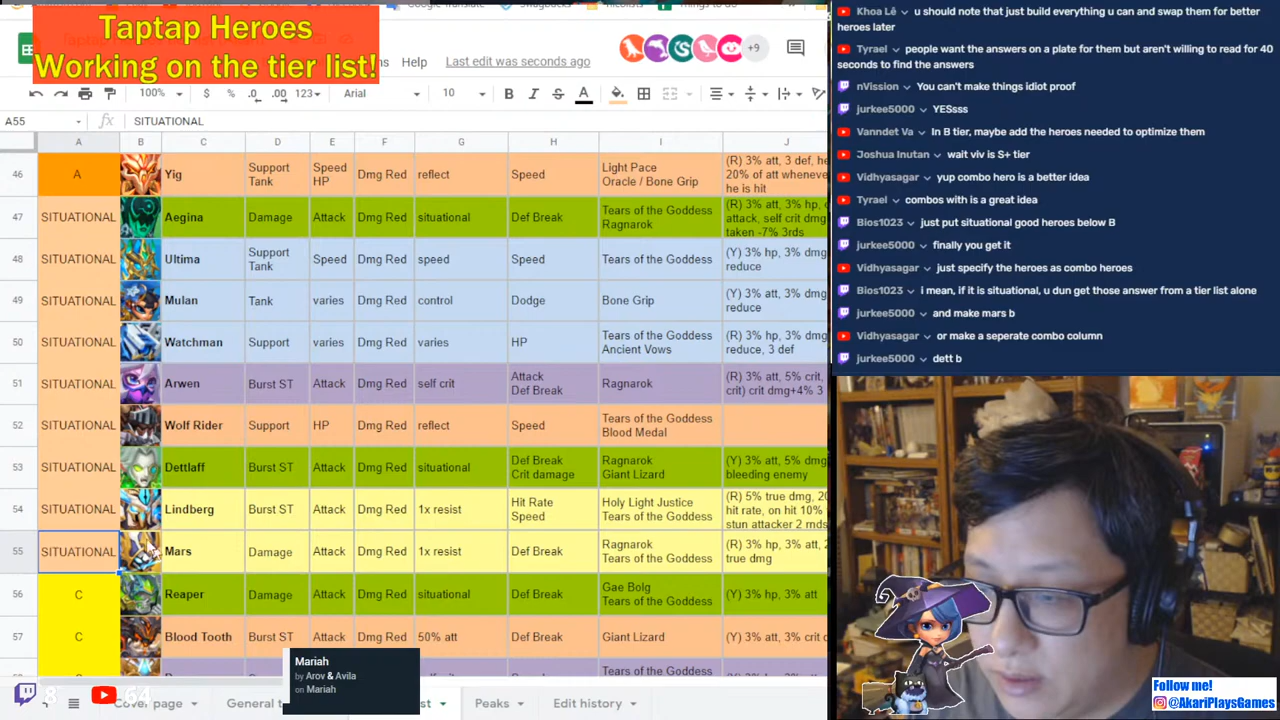 Taptap Heroes
Working on the tier list!
Help
Last edit was seconds ago
+9
100%
$ % .0 .00 123
Arial
10
B I S A
A55
fx
SITUATIONAL
A B C D E F G H I J
46 A Yig Support Tank Speed HP Dmg Red reflect Speed Light Pace Oracle / Bone Grip (R) 3% att, 3 def, he 20% of att wheneve he is hit
47 SITUATIONAL Aegina Damage Attack Dmg Red situational Def Break Tears of the Goddess Ragnarok (R) 3% att, 3% hp, attack, self crit dmg taken -7% 3rds
48 SITUATIONAL Ultima Support Tank Speed Dmg Red speed Speed Tears of the Goddess (Y) 3% hp, 3% dmg reduce
49 SITUATIONAL Mulan Tank varies Dmg Red control Dodge Bone Grip (Y) 3% att, 3% dmg reduce
50 SITUATIONAL Watchman Support varies Dmg Red varies HP Tears of the Goddess Ancient Vows (R) 3% hp, 3% dmg reduce, 3 def
51 SITUATIONAL Arwen Burst ST Attack Dmg Red self crit Attack Def Break Ragnarok (R) 3% att, 5% crit, crit) crit dmg+4% 3
52 SITUATIONAL Wolf Rider Support HP Dmg Red reflect Speed Tears of the Goddess Blood Medal
53 SITUATIONAL Dettlaff Burst ST Attack Dmg Red situational Def Break Crit damage Ragnarok Giant Lizard (Y) 3% att, 5% dmg bleeding enemy
54 SITUATIONAL Lindberg Burst ST Attack Dmg Red 1x resist Hit Rate Speed Holy Light Justice Tears of the Goddess (R) 5% true dmg, 20 hit rate, on hit 10% stun attacker 2 rnds
55 SITUATIONAL Mars Damage Attack Dmg Red 1x resist Def Break Ragnarok Tears of the Goddess (R) 3% hp, 3% att, 2 true dmg
56 C Reaper Damage Attack Dmg Red situational Def Break Gae Bolg Tears of the Goddess (Y) 3% hp, 3% att
57 C Blood Tooth Burst ST Attack Dmg Red 50% att Def Break Giant Lizard (Y) 3% att, 3% crit d
Mariah
by Arov & Avila
on Mariah
8
64
Cover page
General t
st
Peaks
Edit history
Khoa Lê u should note that just build everything u can and swap them for better
heroes later
Tyrael people want the answers on a plate for them but aren't willing to read for 40
seconds to find the answers
nVission You can't make things idiot proof
jurkee5000 YESsss
Vanndet Va In B tier, maybe add the heroes needed to optimize them
Joshua Inutan wait viv is S+ tier
Vidhyasagar yup combo hero is a better idea
Tyrael combos with is a great idea
Bios1023 just put situational good heroes below B
jurkee5000 finally you get it
Vidhyasagar just specify the heroes as combo heroes
Bios1023 i mean, if it is situational, u dun get those answer from a tier list alone
jurkee5000 and make mars b
Vidhyasagar or make a seperate combo column
jurkee5000 dett b
Follow me!
@AkariPlaysGames